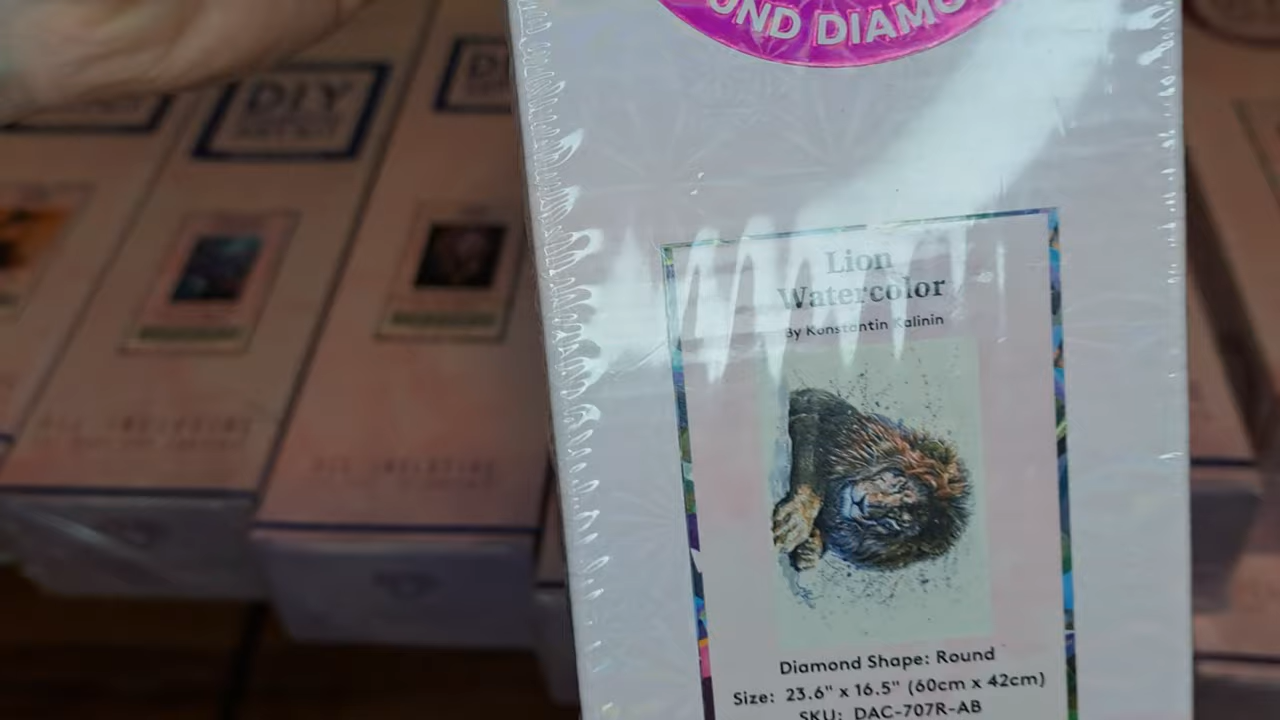 ROUND DIAMO
DIY
Lion
Watercolor
By Konstantin Kalinin
Diamond Shape: Round
Size: 23.6" x 16.5" (60cm x 42cm)
SKU: DAC-707R-AB